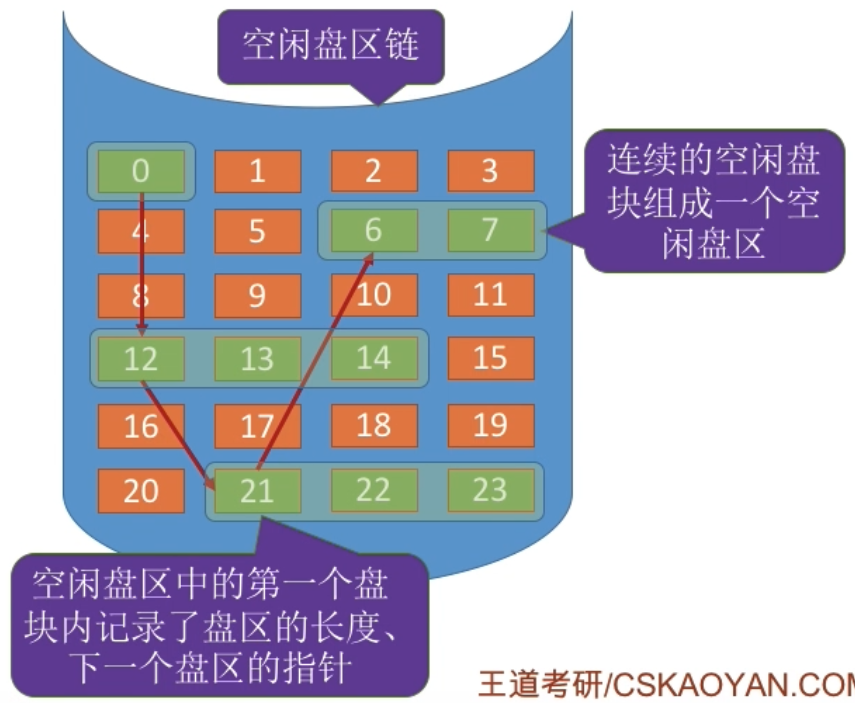 空闲盘区链
0 1 2 3
连续的空闲盘
块组成一个空
闲盘区
4 5 6 7
8 9 10 11
12 13 14 15
16 17 18 19
20 21 22 23
空闲盘区中的第一个盘
块内记录了盘区的长度、
下一个盘区的指针
王道考研/CSKAOYAN.COM